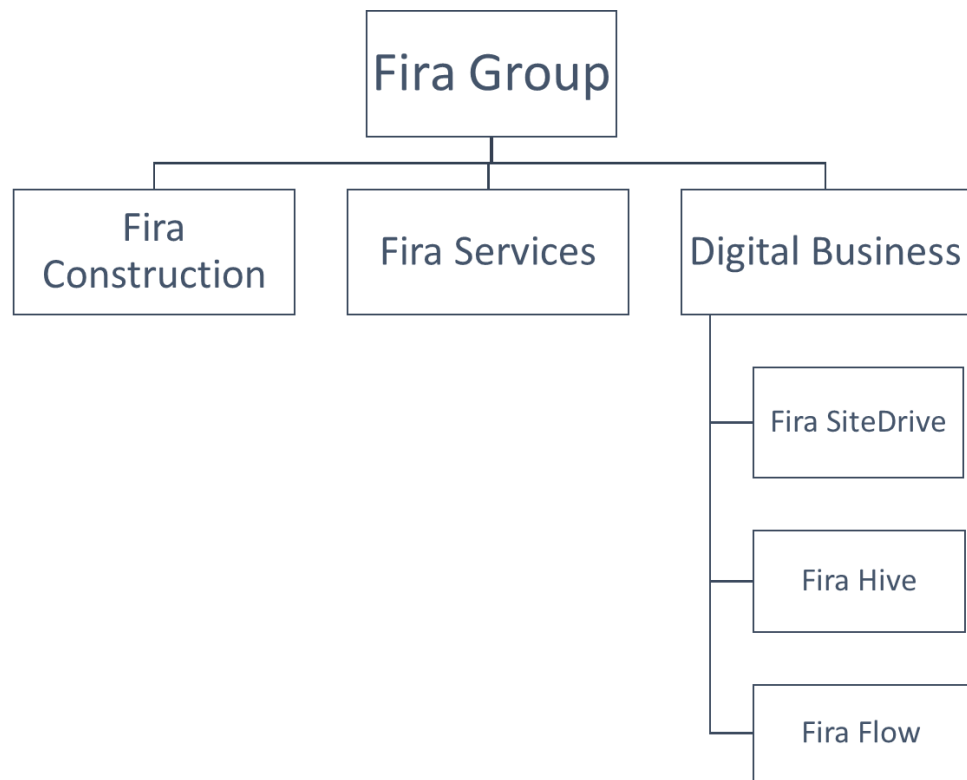 Fira Group
Fira
Construction
Fira Services
Digital Business
Fira SiteDrive
Fira Hive
Fira Flow